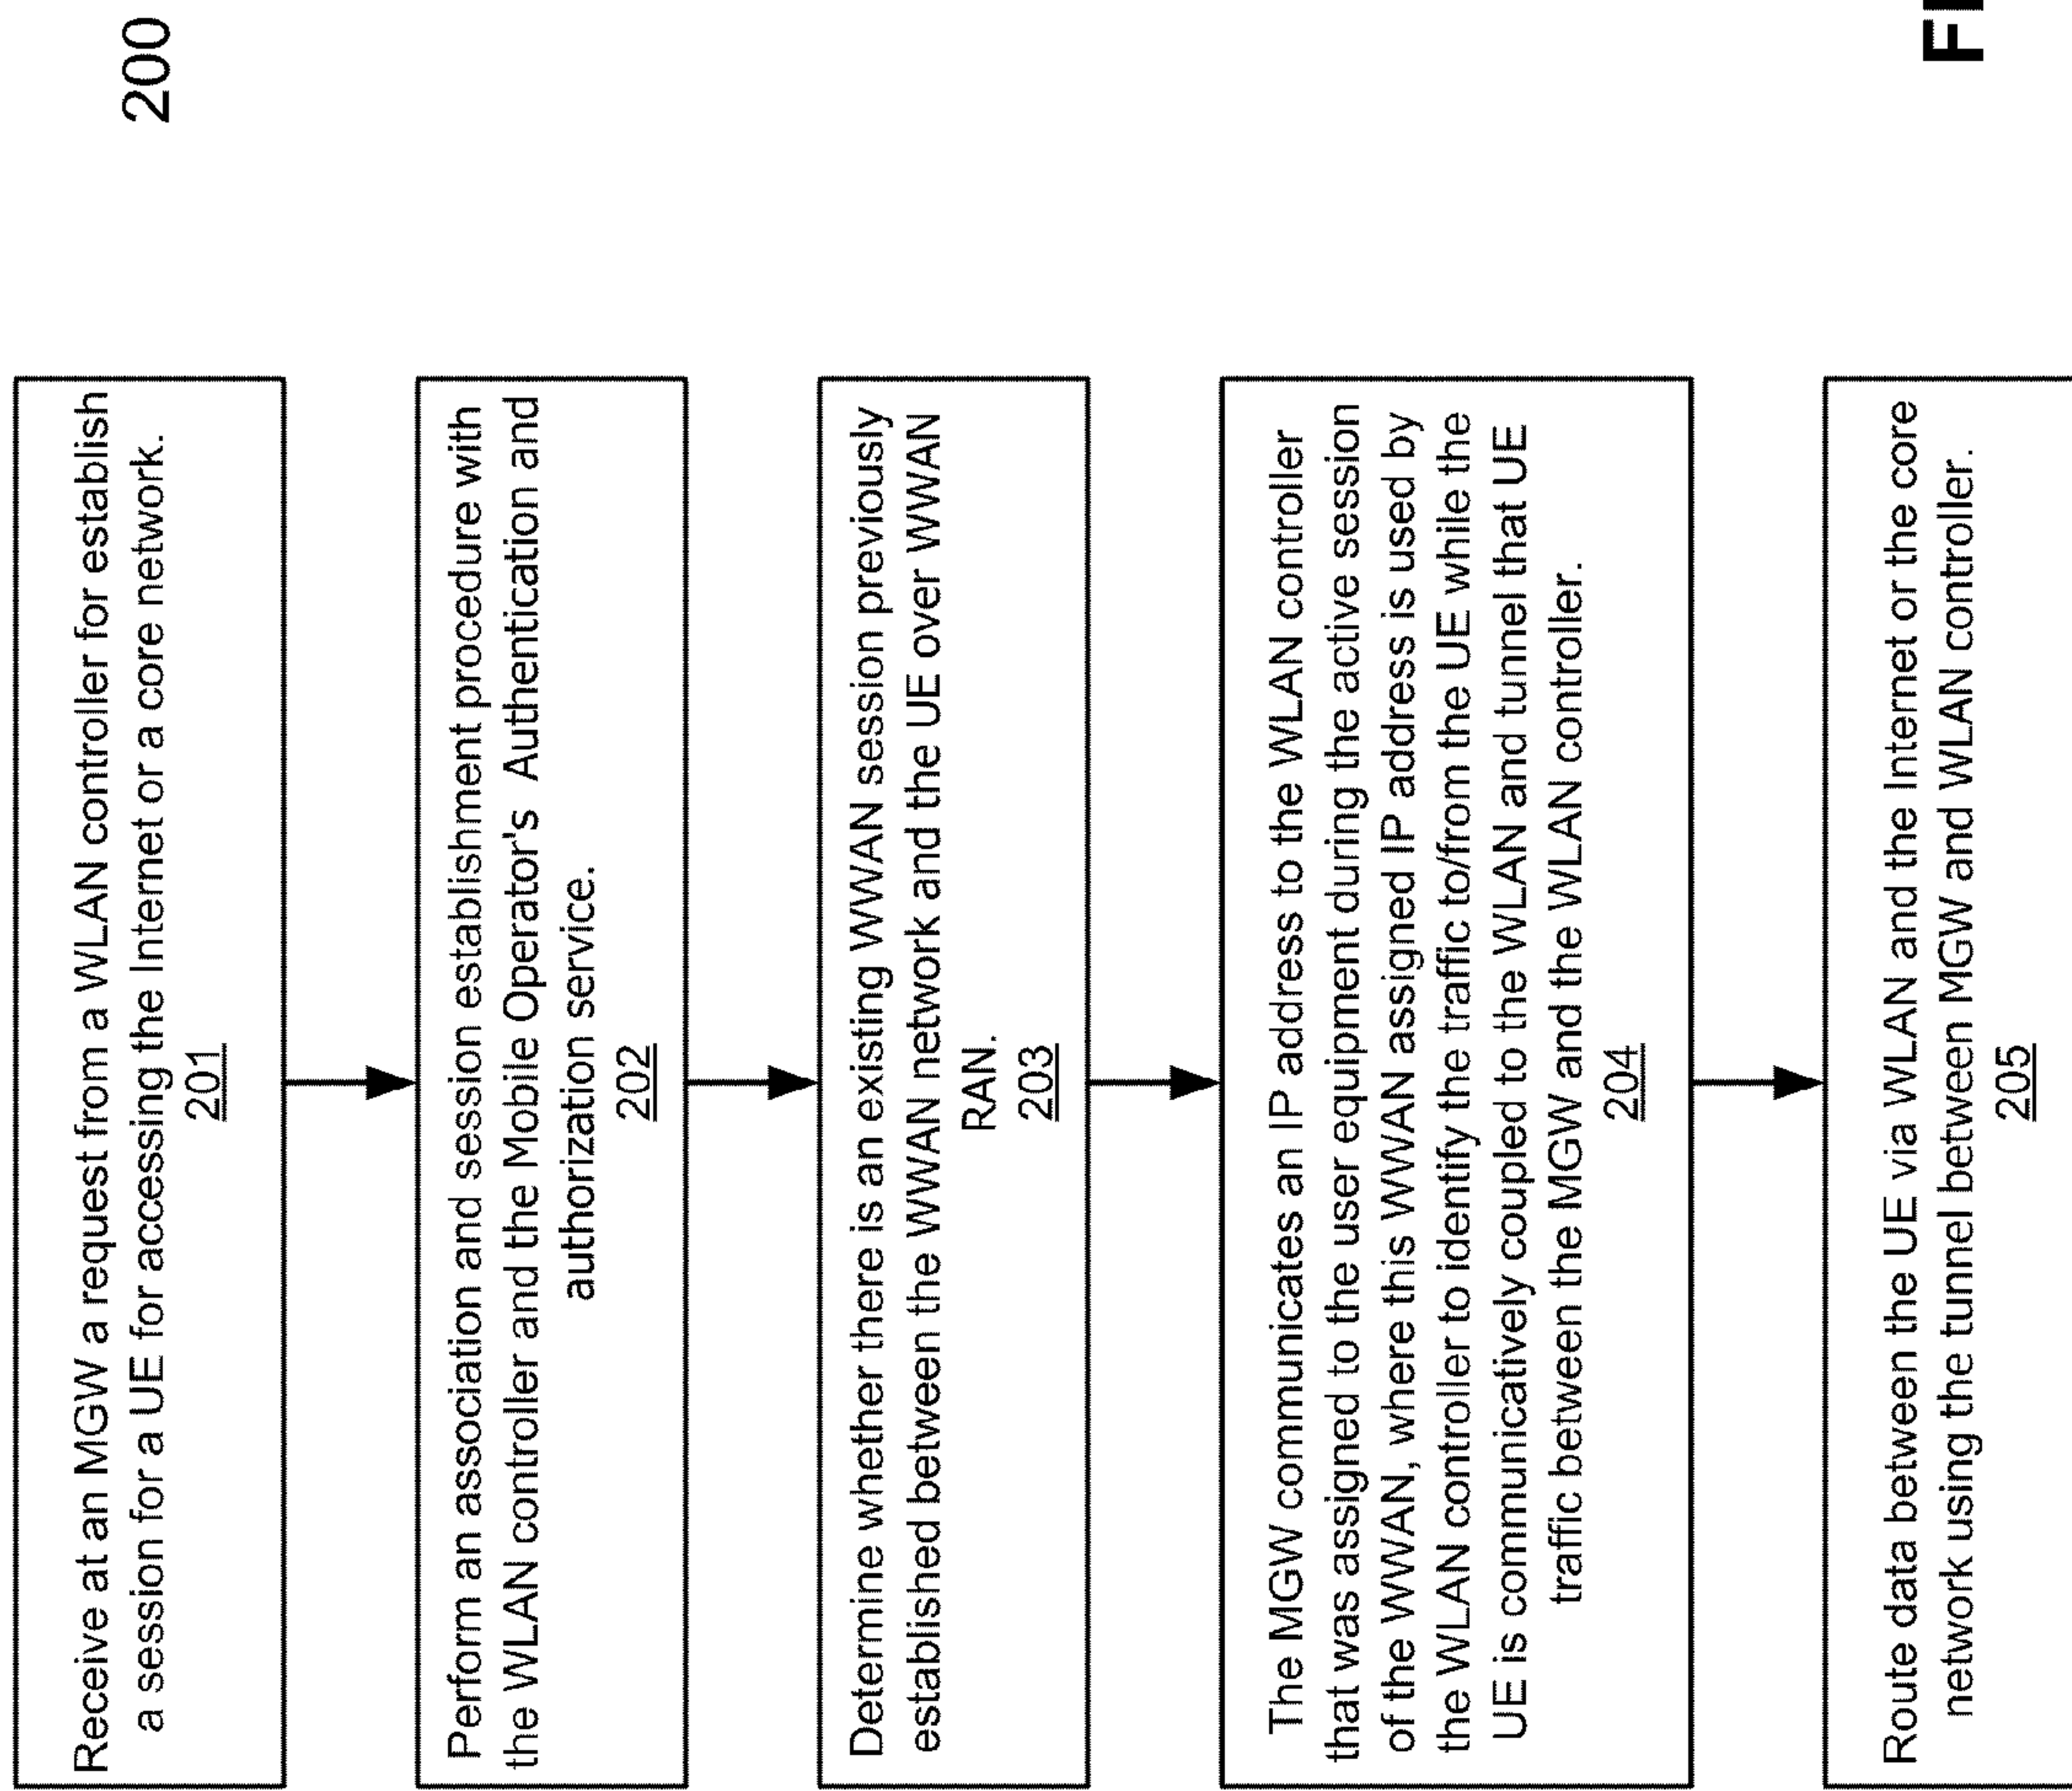 200
Receive at an MGW a request from a WLAN controller for establish
a session for a UE for accessing the Internet or a core network.
201
Perform an association and session establishment procedure with
the WLAN controller and the Mobile Operator's Authentication and
authorization service.
202
Determine whether there is an existing WWAN session previously
established between the WWAN network and the UE over WWAN
RAN.
203
The MGW communicates an IP address to the WLAN controller
that was assigned to the user equipment during the active session
of the WWAN, where this WWAN assigned IP address is used by
the WLAN controller to identify the traffic to/from the UE while the
UE is communicatively coupled to the WLAN and tunnel that UE
traffic between the MGW and the WLAN controller.
204
Route data between the UE via WLAN and the Internet or the core
network using the tunnel between MGW and WLAN controller.
205